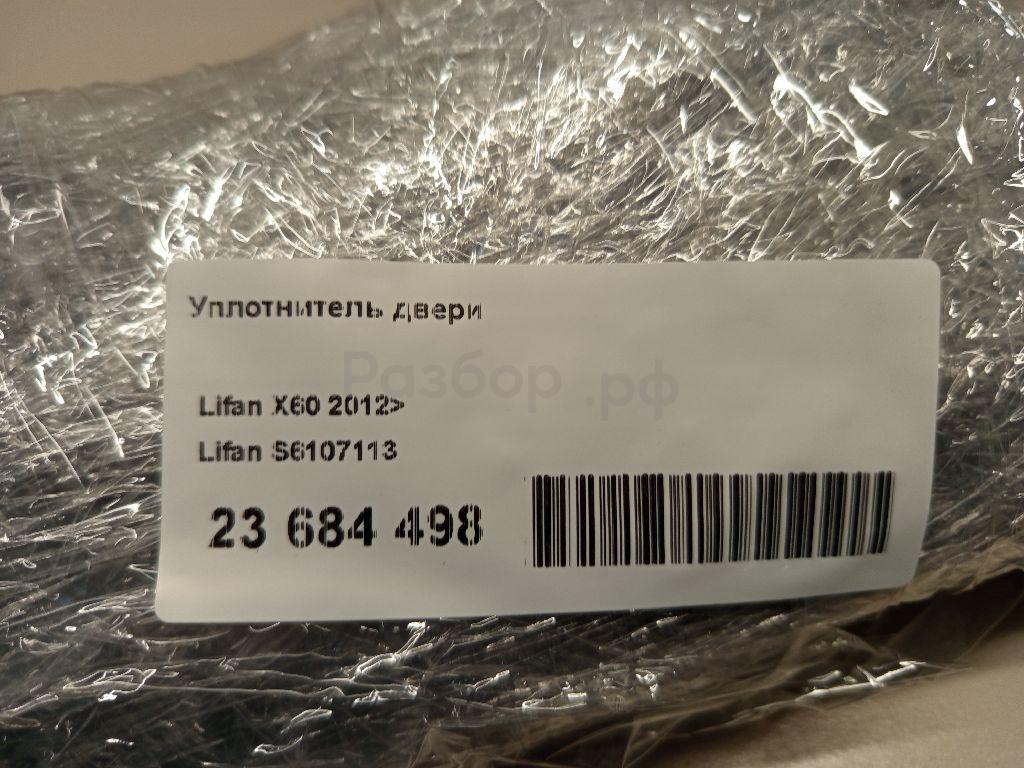 Уплотнитель двери
Разбор.рф
Lifan X60 2012>
Lifan S6107113
23 684 498